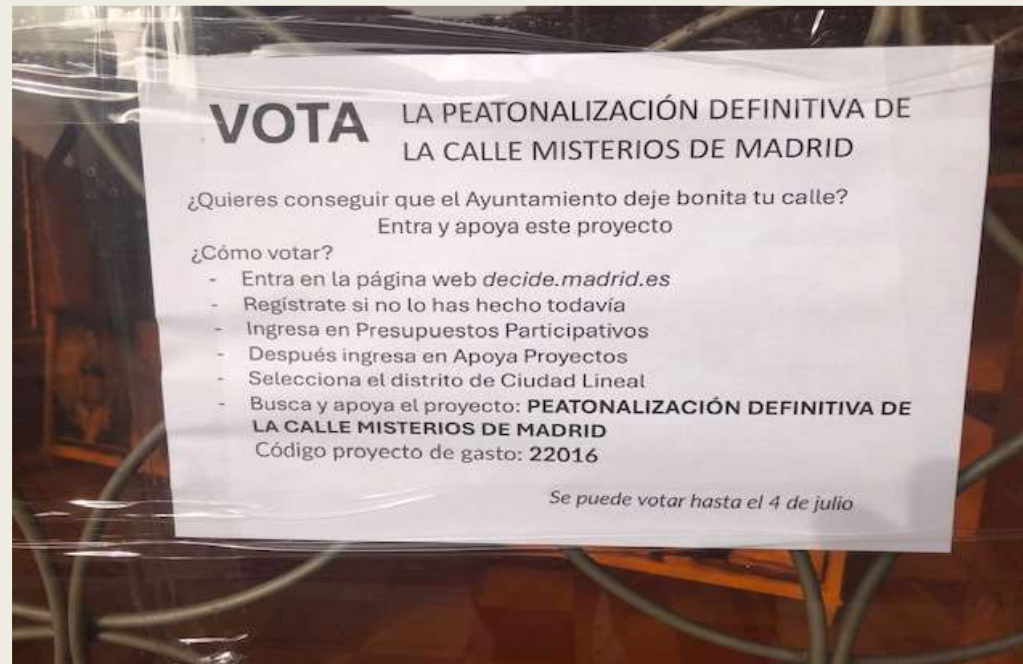 VOTA LA PEATONALIZACIÓN DEFINITIVA DE
LA CALLE MISTERIOS DE MADRID
¿Quieres conseguir que el Ayuntamiento deje bonita tu calle?
Entra y apoya este proyecto
¿Cómo votar?
- Entra en la página web decide.madrid.es
- Regístrate si no lo has hecho todavía
- Ingresa en Presupuestos Participativos
- Después ingresa en Apoya Proyectos
- Selecciona el distrito de Ciudad Lineal
- Busca y apoya el proyecto: PEATONALIZACIÓN DEFINITIVA DE
LA CALLE MISTERIOS DE MADRID
Código proyecto de gasto: 22016
Se puede votar hasta el 4 de julio